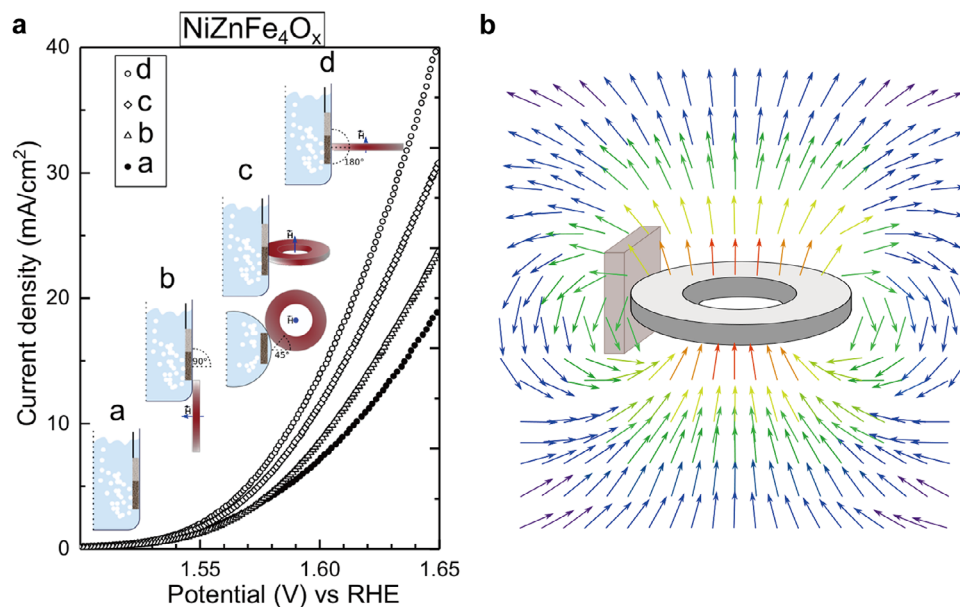 a
NiZnFe₄Oₓ
b
40
30
20
10
0
Current density (mA/cm²)
d
c
b
a
d
H
180°
c
H
b
H
45°
90°
H
a
1.55
1.60
1.65
Potential (V) vs RHE